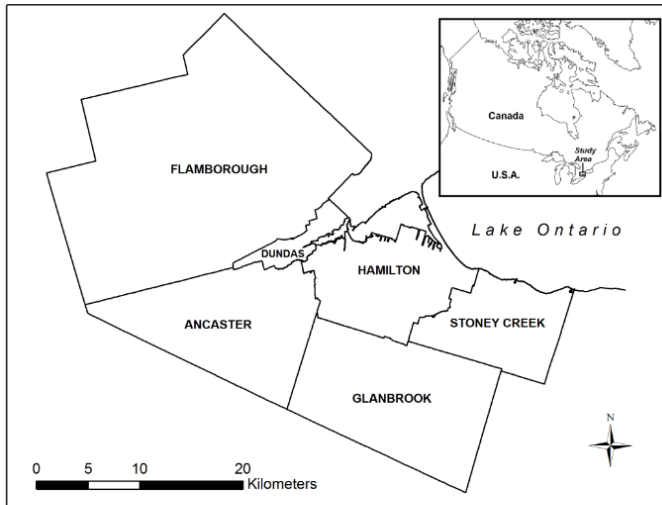 Canada
Study
Area
U.S.A.
FLAMBOROUGH
Lake Ontario
DUNDAS
HAMILTON
ANCASTER
STONEY CREEK
GLANBROOK
N
0 5 10 20
Kilometers